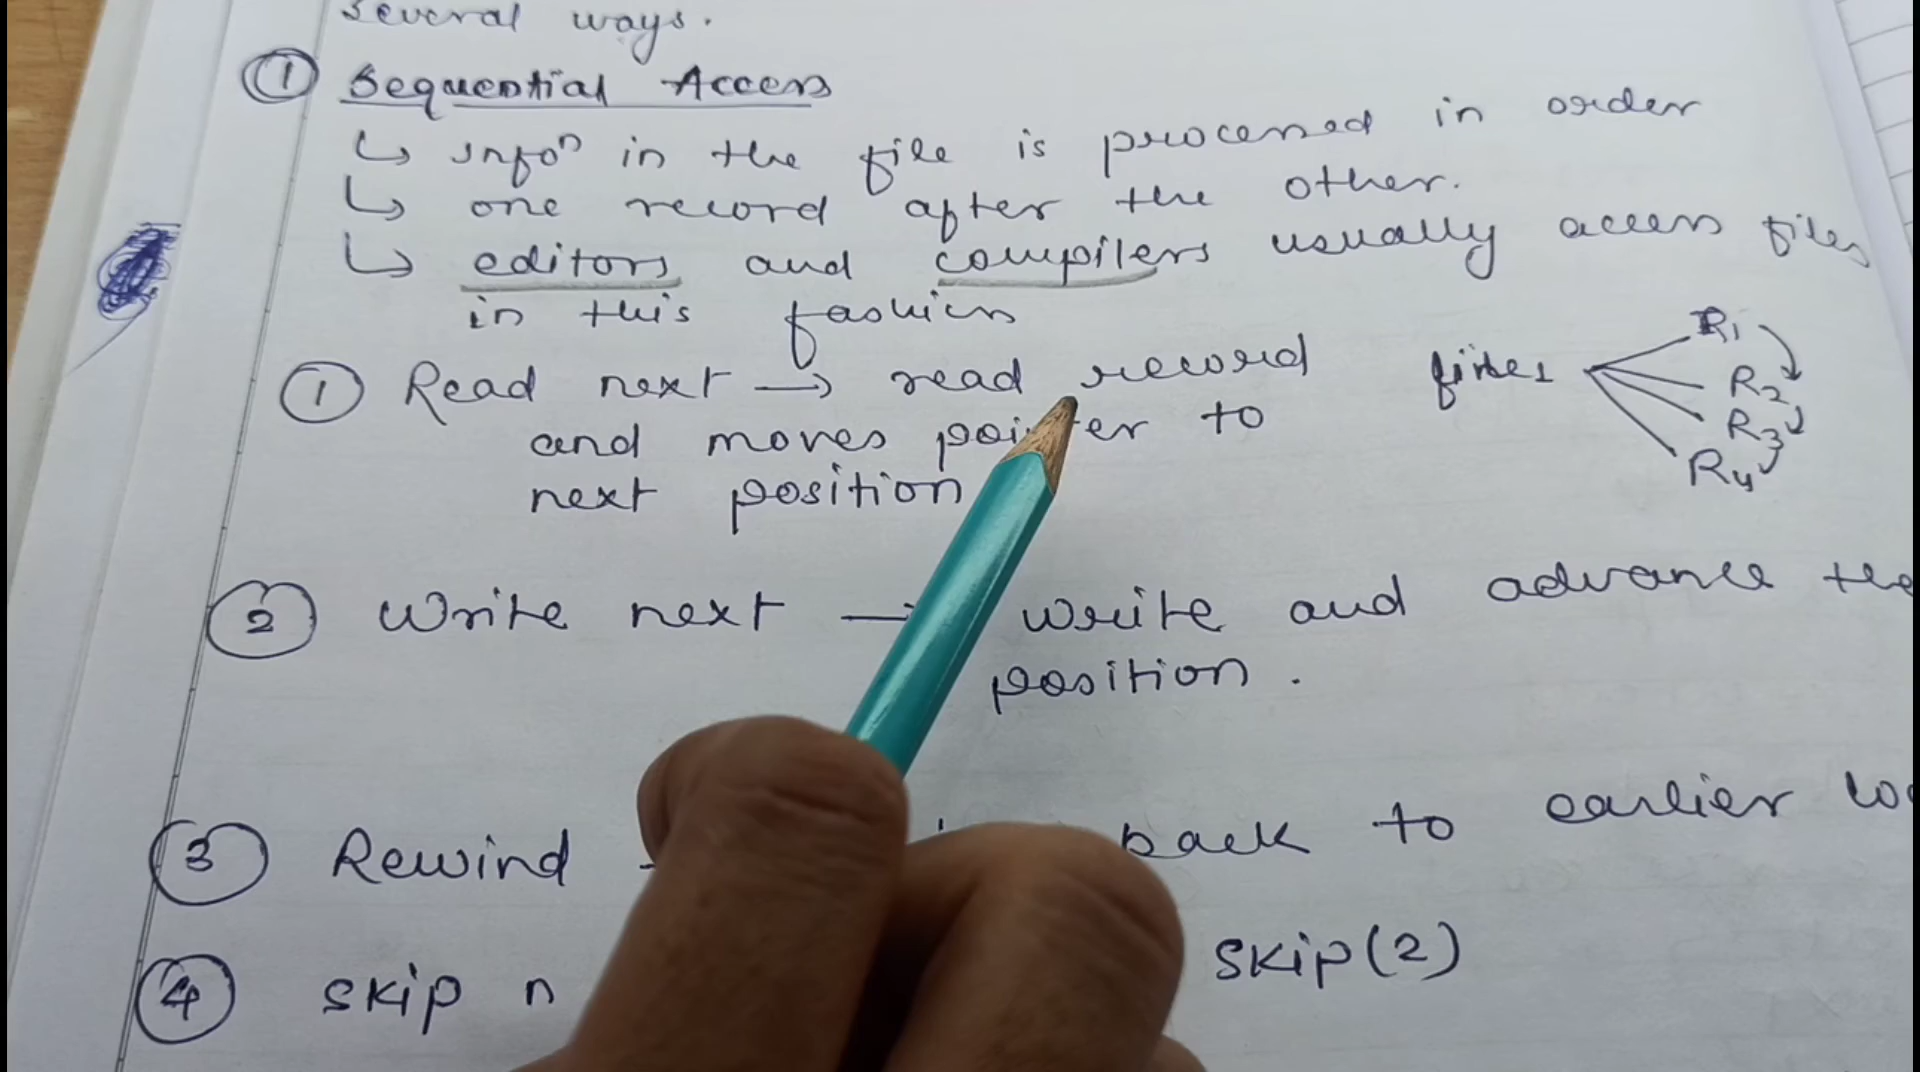 several ways.
① Sequential Access
↳ infoⁿ in the file is processed in order
↳ one record after the other.
↳ editors and compilers usually access files
in this fashion
① Read next → read record
and moves pointer to
next position
files
R1
R2
R3
R4
② Write next → write and advance the
position.
③ Rewind back to earlier
④ skip n skip(2)